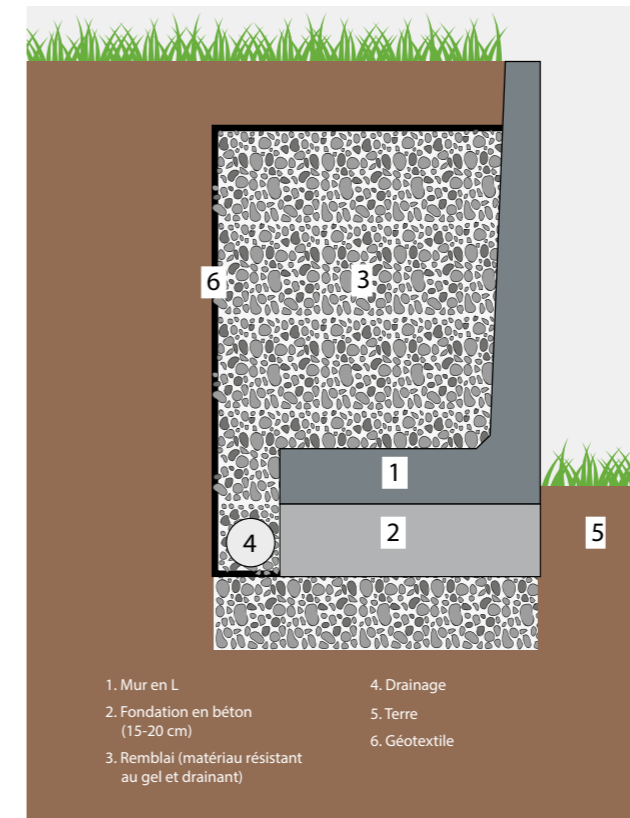 6
3
1
2
4
5
1. Mur en L
2. Fondation en béton
(15-20 cm)
3. Remblai (matériau résistant
au gel et drainant)
4. Drainage
5. Terre
6. Géotextile